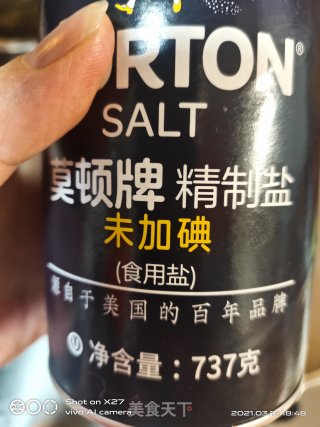 ORTON®
SALT
莫顿牌 精制盐
未加碘
(食用盐)
源自于美国的百年品牌
净含量：737克
Shot on X27
vivo AI camera
美食天下